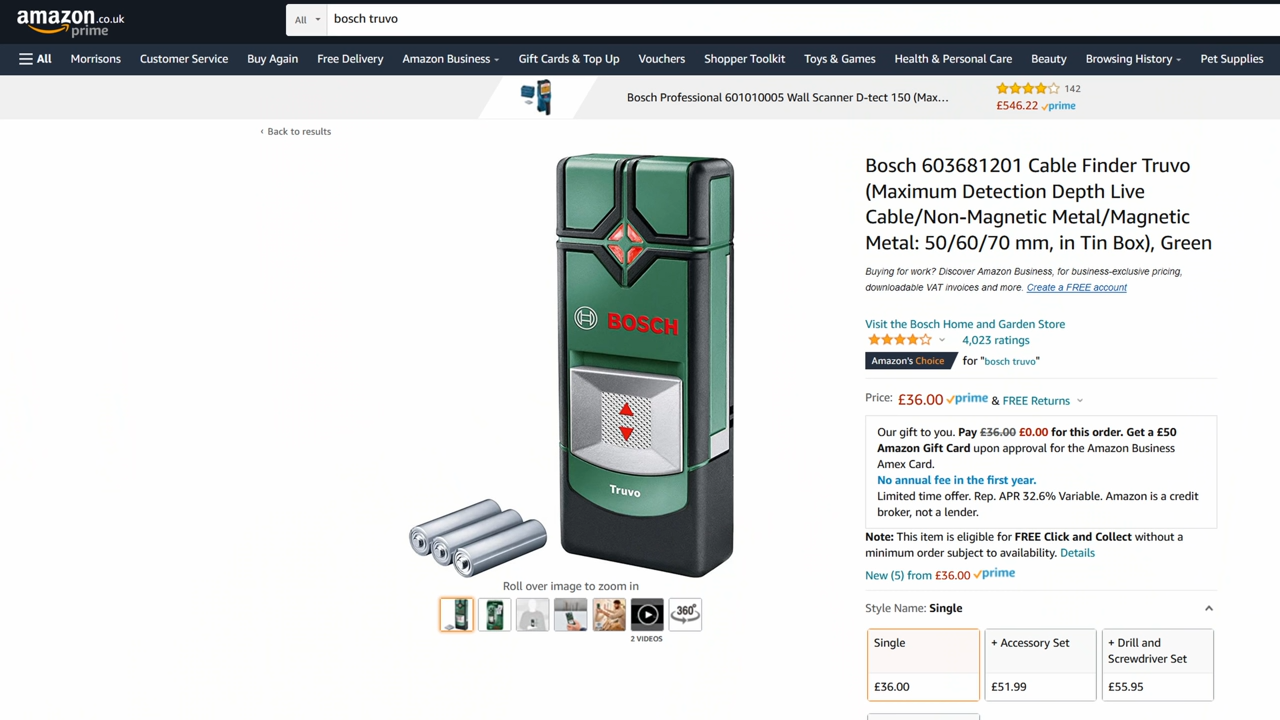 amazon.co.uk
prime
All
bosch truvo
All
Morrisons
Customer Service
Buy Again
Free Delivery
Amazon Business
Gift Cards & Top Up
Vouchers
Shopper Toolkit
Toys & Games
Health & Personal Care
Beauty
Browsing History
Pet Supplies
Bosch Professional 601010005 Wall Scanner D-tect 150 (Max...
142
£546.22 prime
‹ Back to results
BOSCH
Truvo
Roll over image to zoom in
360°
2 VIDEOS
Bosch 603681201 Cable Finder Truvo
(Maximum Detection Depth Live
Cable/Non-Magnetic Metal/Magnetic
Metal: 50/60/70 mm, in Tin Box), Green
Buying for work? Discover Amazon Business, for business-exclusive pricing,
downloadable VAT invoices and more. Create a FREE account
Visit the Bosch Home and Garden Store
4,023 ratings
Amazon's Choice for "bosch truvo"
Price: £36.00 prime & FREE Returns
Our gift to you. Pay £36.00 £0.00 for this order. Get a £50
Amazon Gift Card upon approval for the Amazon Business
Amex Card.
No annual fee in the first year.
Limited time offer. Rep. APR 32.6% Variable. Amazon is a credit
broker, not a lender.
Note: This item is eligible for FREE Click and Collect without a
minimum order subject to availability. Details
New (5) from £36.00 prime
Style Name: Single
Single
£36.00
+ Accessory Set
£51.99
+ Drill and
Screwdriver Set
£55.95